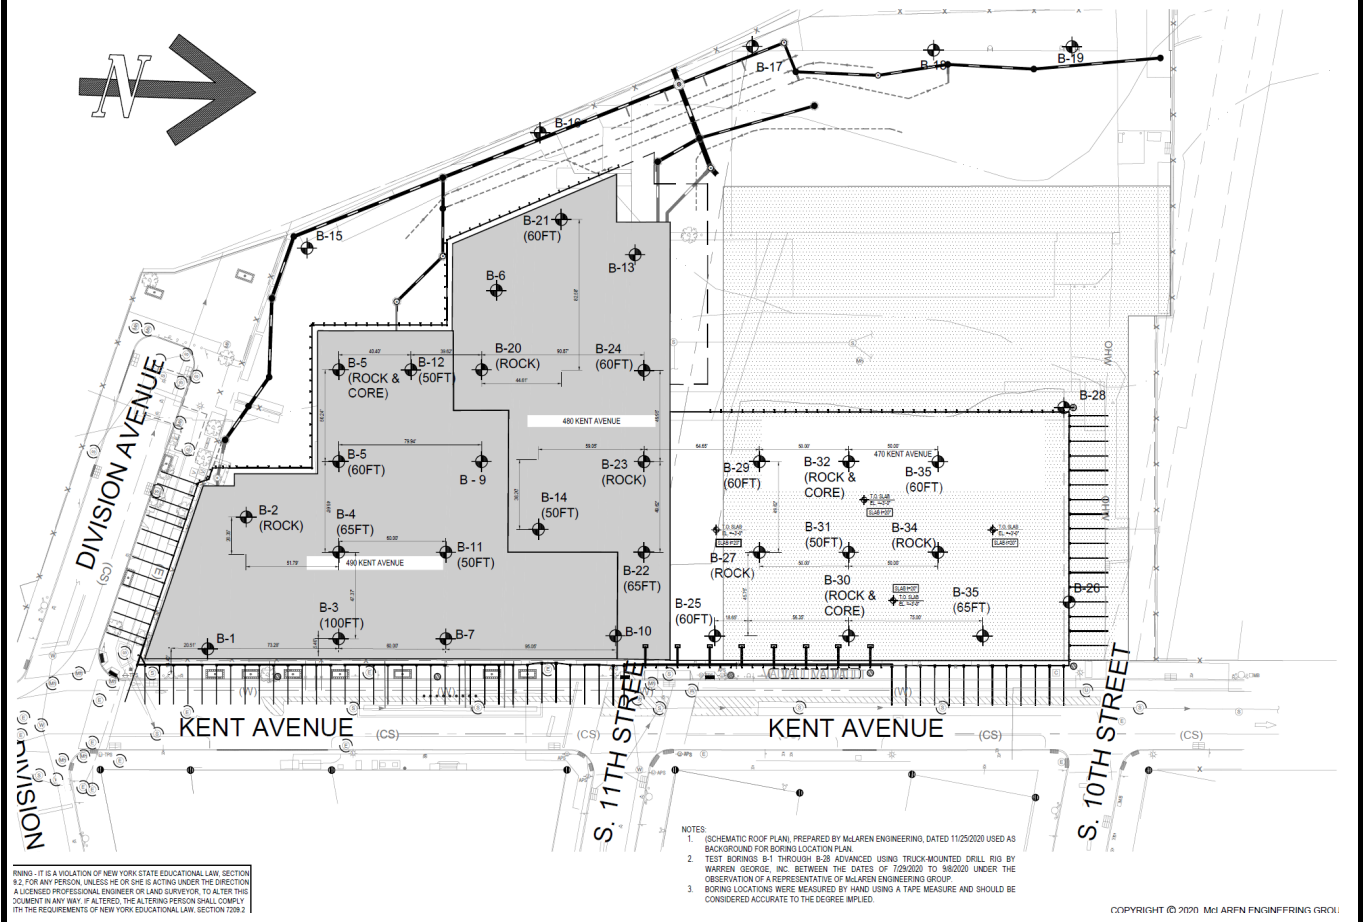 N
B-17
B-18
B-19
B-16
B-15
B-21
(60FT)
B-13
B-6
B-5
(ROCK &
CORE)
B-12
(50FT)
B-20
(ROCK)
B-24
(60FT)
B-28
480 KENT AVENUE
470 KENT AVENUE
B-5
(60FT)
B - 9
B-23
(ROCK)
B-29
(60FT)
B-32
(ROCK &
CORE)
B-35
(60FT)
B-2
(ROCK)
B-4
(65FT)
B-14
(50FT)
B-31
(50FT)
B-34
(ROCK)
B-11
(50FT)
490 KENT AVENUE
B-22
(65FT)
B-27
(ROCK)
B-30
(ROCK &
CORE)
B-35
(65FT)
B-26
B-3
(100FT)
B-25
(60FT)
B-1
B-7
B-10
OHW
OHW
DIVISION AVENUE
(CS)
(E)
KENT AVENUE
KENT AVENUE
(W)
(W)
(W)
(CS)
(CS)
(CS)
(CS)
S. 11TH STREE
S. 10TH STREET
DIVISION
NOTES:
1. (SCHEMATIC ROOF PLAN), PREPARED BY McLAREN ENGINEERING, DATED 11/25/2020 USED AS
BACKGROUND FOR BORING LOCATION PLAN.
2. TEST BORINGS B-1 THROUGH B-28 ADVANCED USING TRUCK-MOUNTED DRILL RIG BY
WARREN GEORGE, INC. BETWEEN THE DATES OF 7/29/2020 TO 9/8/2020 UNDER THE
OBSERVATION OF A REPRESENTATIVE OF McLAREN ENGINEERING GROUP.
3. BORING LOCATIONS WERE MEASURED BY HAND USING A TAPE MEASURE AND SHOULD BE
CONSIDERED ACCURATE TO THE DEGREE IMPLIED.
RNING - IT IS A VIOLATION OF NEW YORK STATE EDUCATIONAL LAW, SECTION
9.2, FOR ANY PERSON, UNLESS HE OR SHE IS ACTING UNDER THE DIRECTION
A LICENSED PROFESSIONAL ENGINEER OR LAND SURVEYOR, TO ALTER THIS
OCUMENT IN ANY WAY. IF ALTERED, THE ALTERING PERSON SHALL COMPLY
ITH THE REQUIREMENTS OF NEW YORK EDUCATIONAL LAW, SECTION 7209.2
COPYRIGHT © 2020 McLAREN ENGINEERING GROU